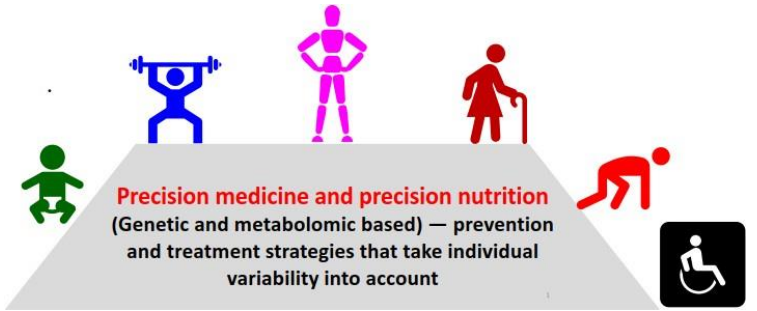 Precision medicine and precision nutrition
(Genetic and metabolomic based) — prevention
and treatment strategies that take individual
variability into account